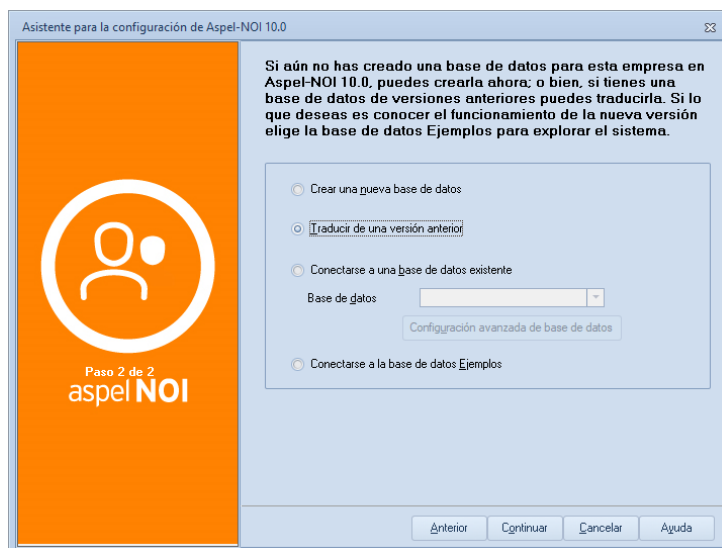 Asistente para la configuración de Aspel-NOI 10.0
Si aún no has creado una base de datos para esta empresa en
Aspel-NOI 10.0, puedes crearla ahora; o bien, si tienes una
base de datos de versiones anteriores puedes traducirla. Si lo
que deseas es conocer el funcionamiento de la nueva versión
elige la base de datos Ejemplos para explorar el sistema.
Crear una nueva base de datos
Traducir de una versión anterior
Conectarse a una base de datos existente
Base de datos
Configuración avanzada de base de datos
Conectarse a la base de datos Ejemplos
Paso 2 de 2
aspel NOI
Anterior
Continuar
Cancelar
Ayuda